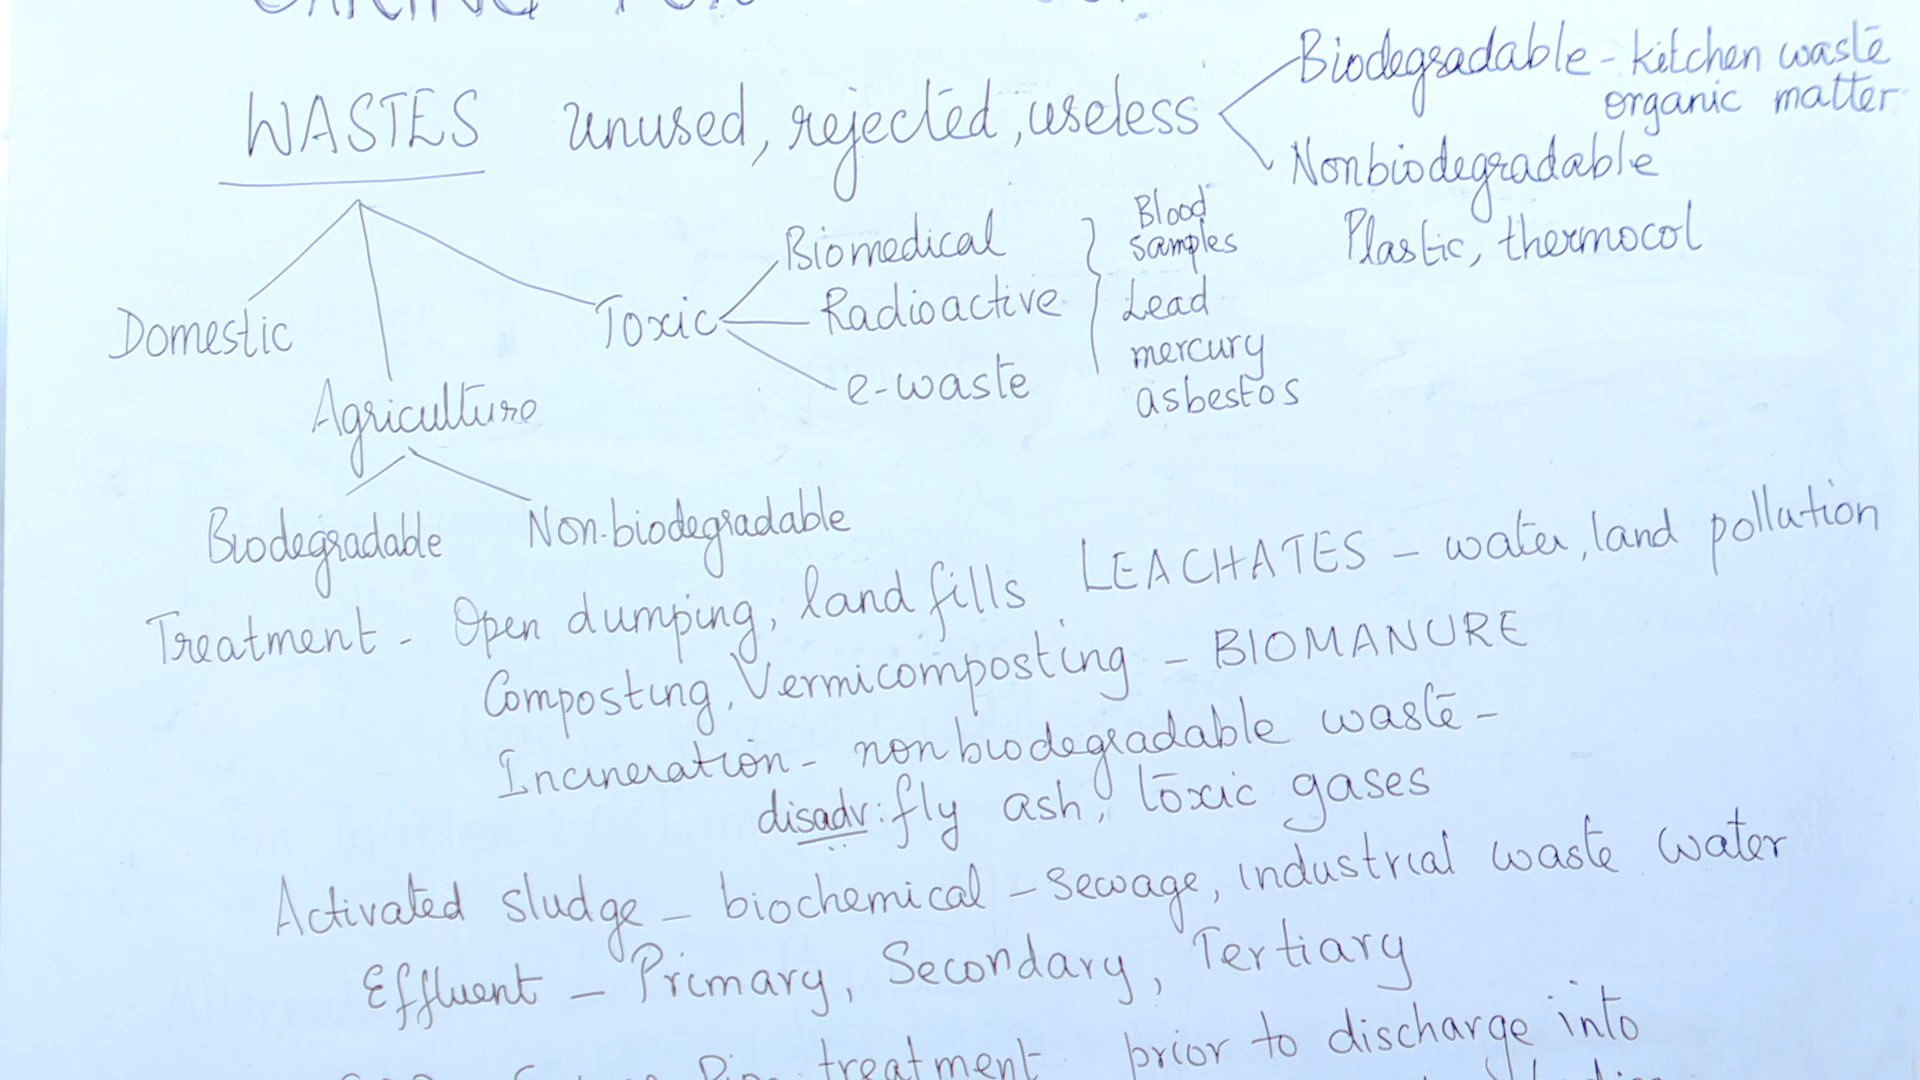 WASTES unused, rejected, useless
Biodegradable - kitchen waste
organic matter
Nonbiodegradable
Plastic, thermocol
Domestic
Agriculture
Toxic
Biomedical
Radioactive
e-waste
Blood
samples
Lead
mercury
asbestos
Biodegradable
Non-biodegradable
Treatment - Open dumping, land fills LEACHATES - water, land pollution
Composting, Vermicomposting - BIOMANURE
Incineration - nonbiodegradable waste -
disadv: fly ash, toxic gases
Activated sludge - biochemical - sewage, industrial waste water
Effluent - Primary, Secondary, Tertiary
treatment prior to discharge into